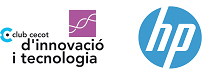 club cecot
d'innovació
i tecnologia
hp